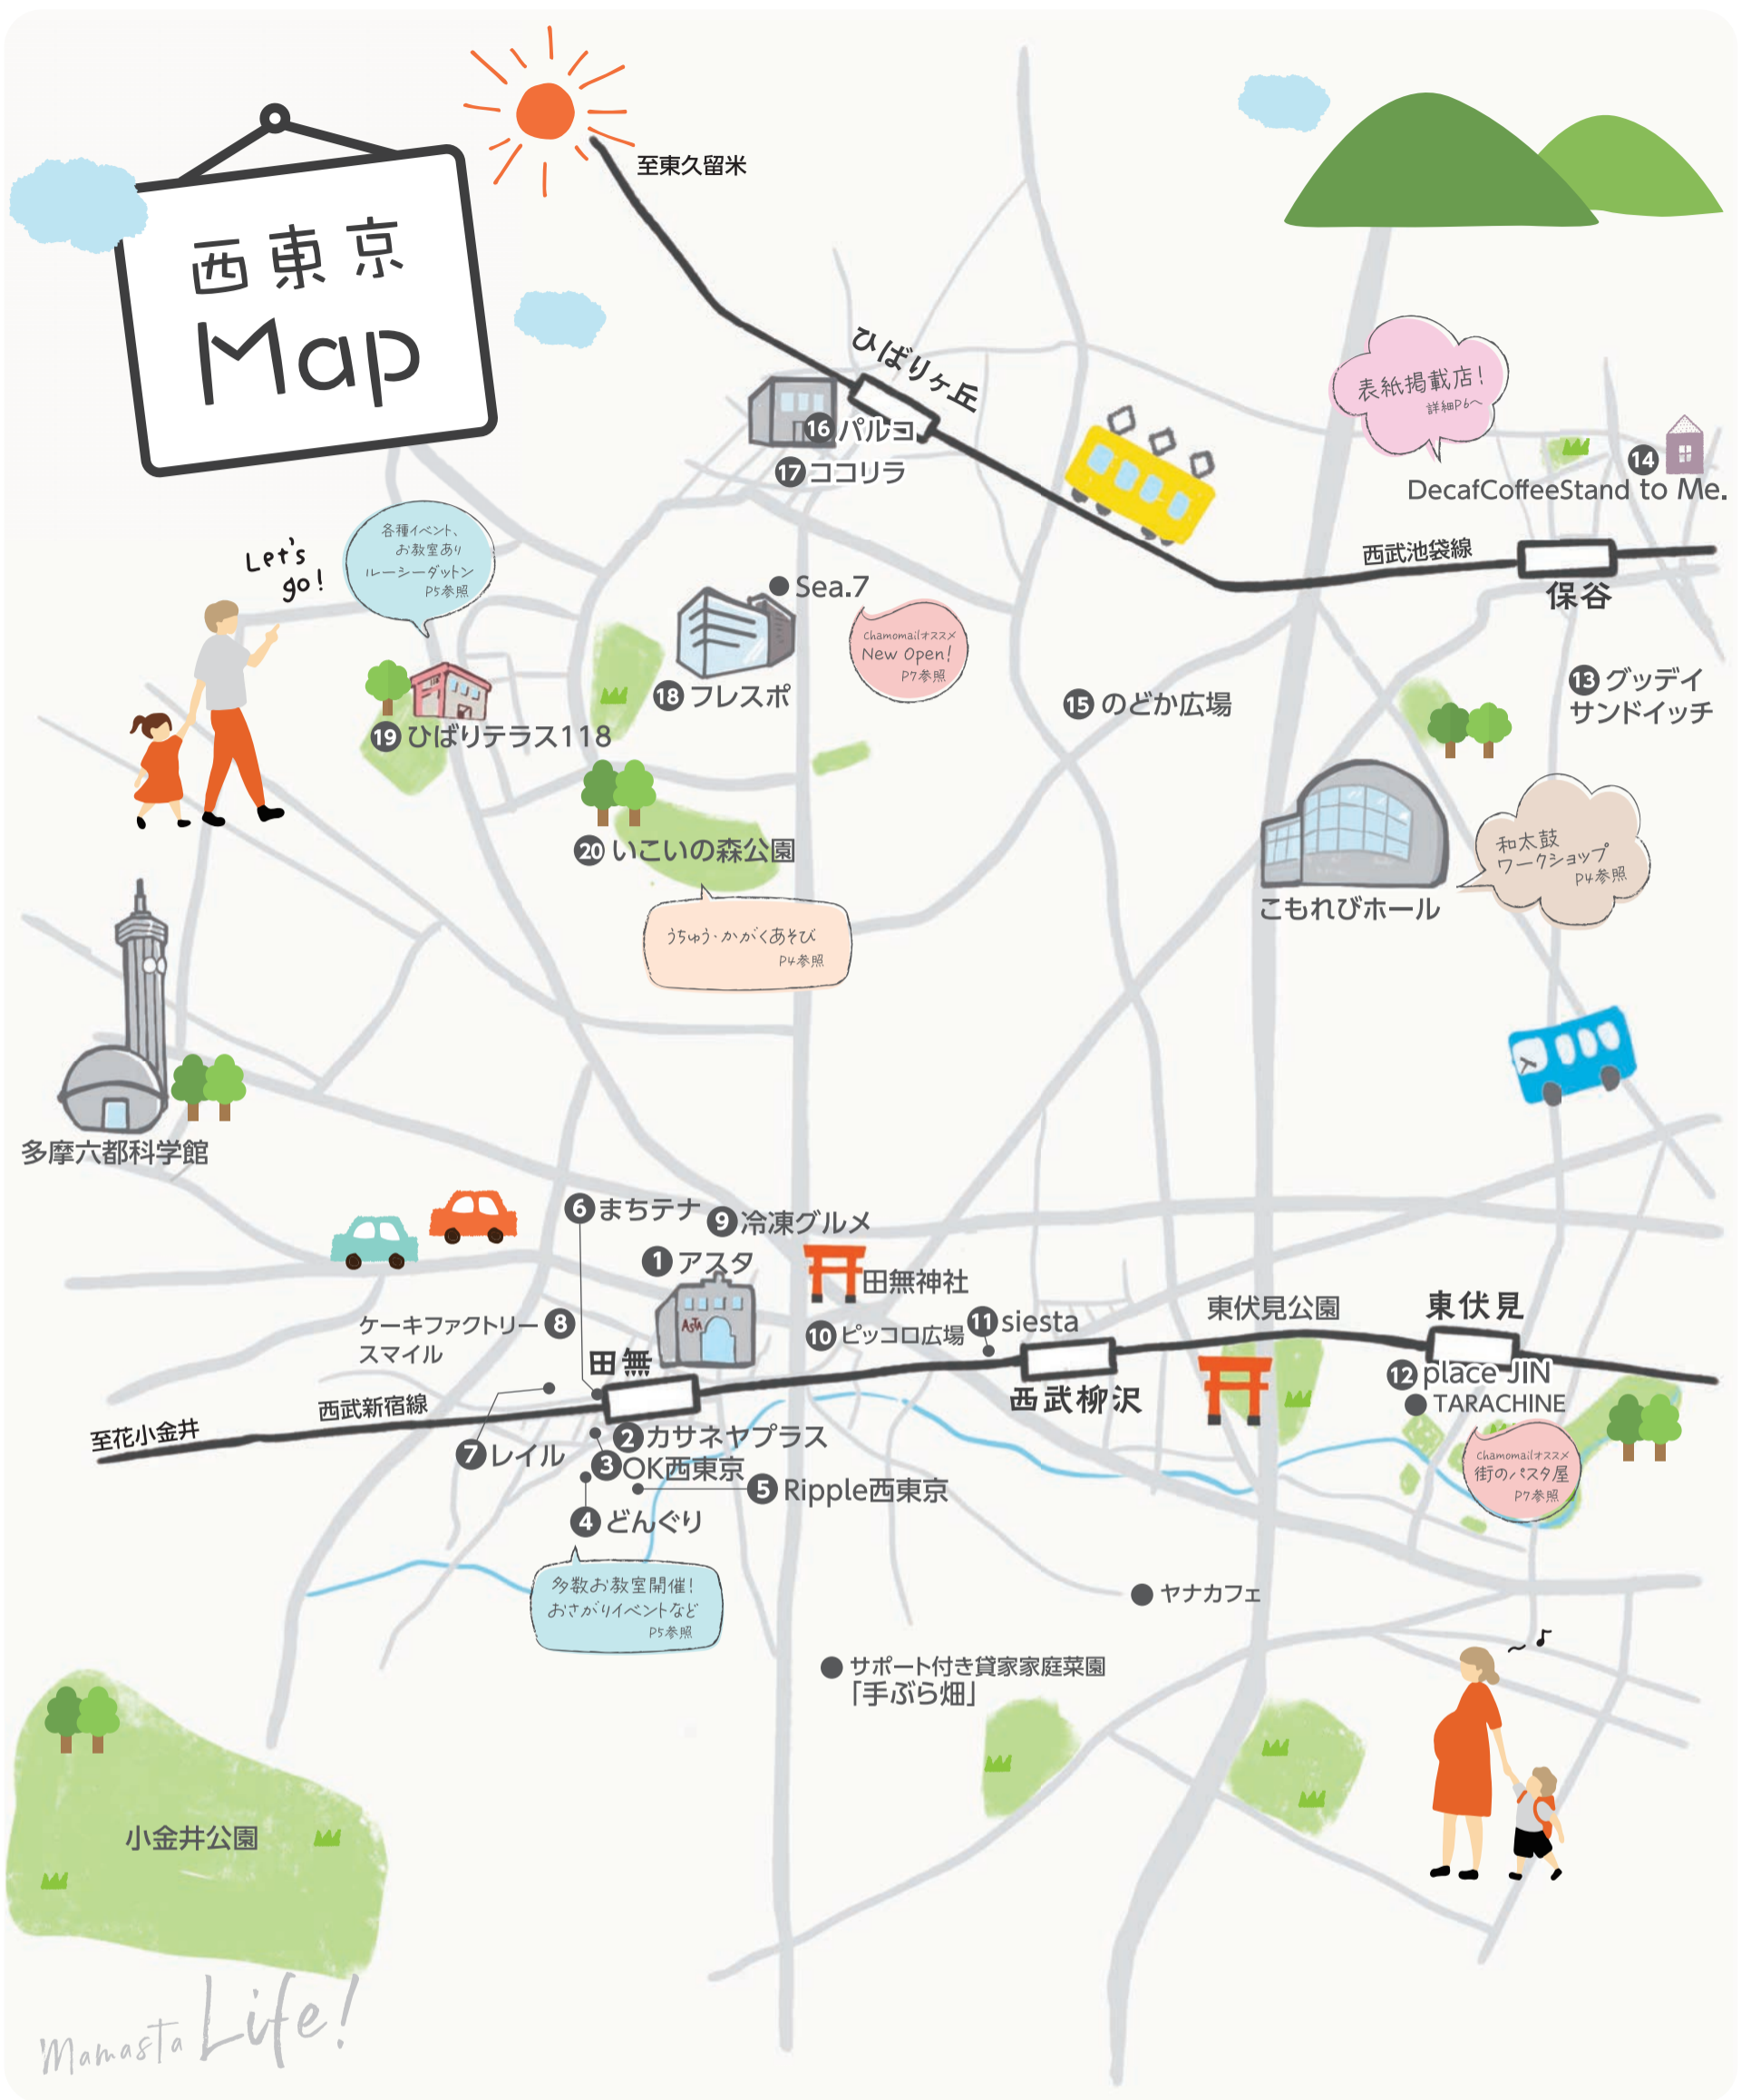 西東京
Map
至東久留米
ひばりヶ丘
表紙掲載店!
詳細P6へ
⑯ パルコ
⑰ ココリラ
⑭
DecafCoffeeStand to Me.
西武池袋線
保谷
Let's
go!
各種イベント、
お教室あり
ルーシーダットン
P5参照
Sea.7
Chamomailオススメ
New Open!
P7参照
⑱ フレスポ
⑮ のどか広場
⑬ グッデイ
サンドイッチ
⑲ ひばりテラス118
⑳ いこいの森公園
うちゅう・かがくあそび
P4参照
こもれびホール
和太鼓
ワークショップ
P4参照
多摩六都科学館
❻ まちテナ
❾ 冷凍グルメ
❶ アスタ
ASTA
田無神社
ケーキファクトリー ❽
スマイル
❿ ピッコロ広場
⓫ siesta
東伏見公園
東伏見
田無
西武柳沢
⓬ place JIN
TARACHINE
西武新宿線
至花小金井
❼ レイル
❷ カサネヤプラス
❸ OK西東京
❺ Ripple西東京
❹ どんぐり
Chamomailオススメ
街のパスタ屋
P7参照
多数お教室開催!
おさがりイベントなど
P5参照
ヤナカフェ
サポート付き貸家家庭菜園
「手ぶら畑」
小金井公園
Mamasta Life!